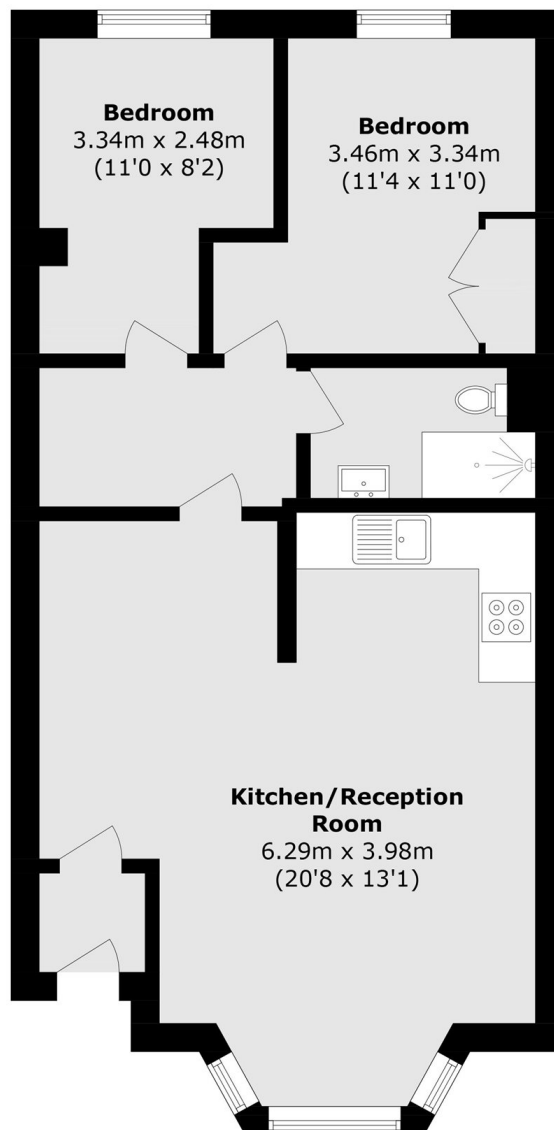 Bedroom
3.34m x 2.48m
(11'0 x 8'2)
Bedroom
3.46m x 3.34m
(11'4 x 11'0)
Kitchen/Reception
Room
6.29m x 3.98m
(20'8 x 13'1)